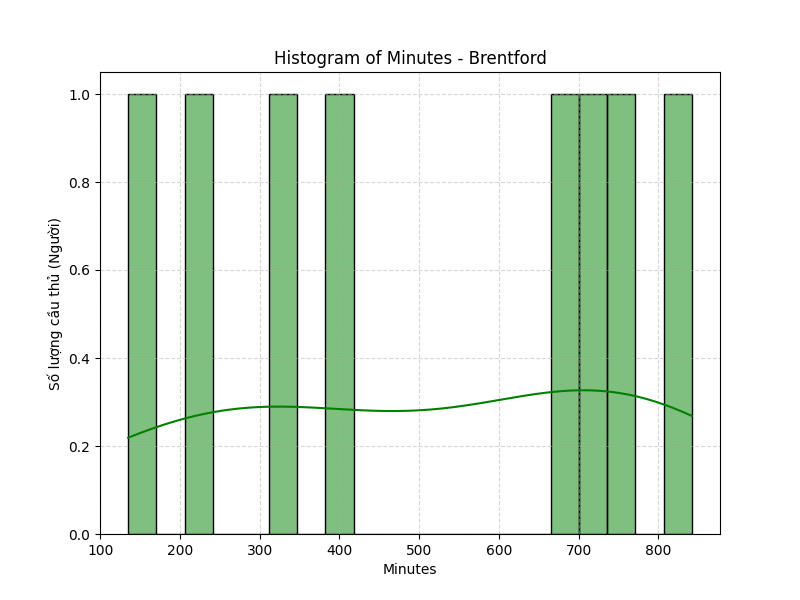 Histogram of Minutes - Brentford
Số lượng cầu thủ (Người)
1.0
0.8
0.6
0.4
0.2
0.0
100 200 300 400 500 600 700 800
Minutes